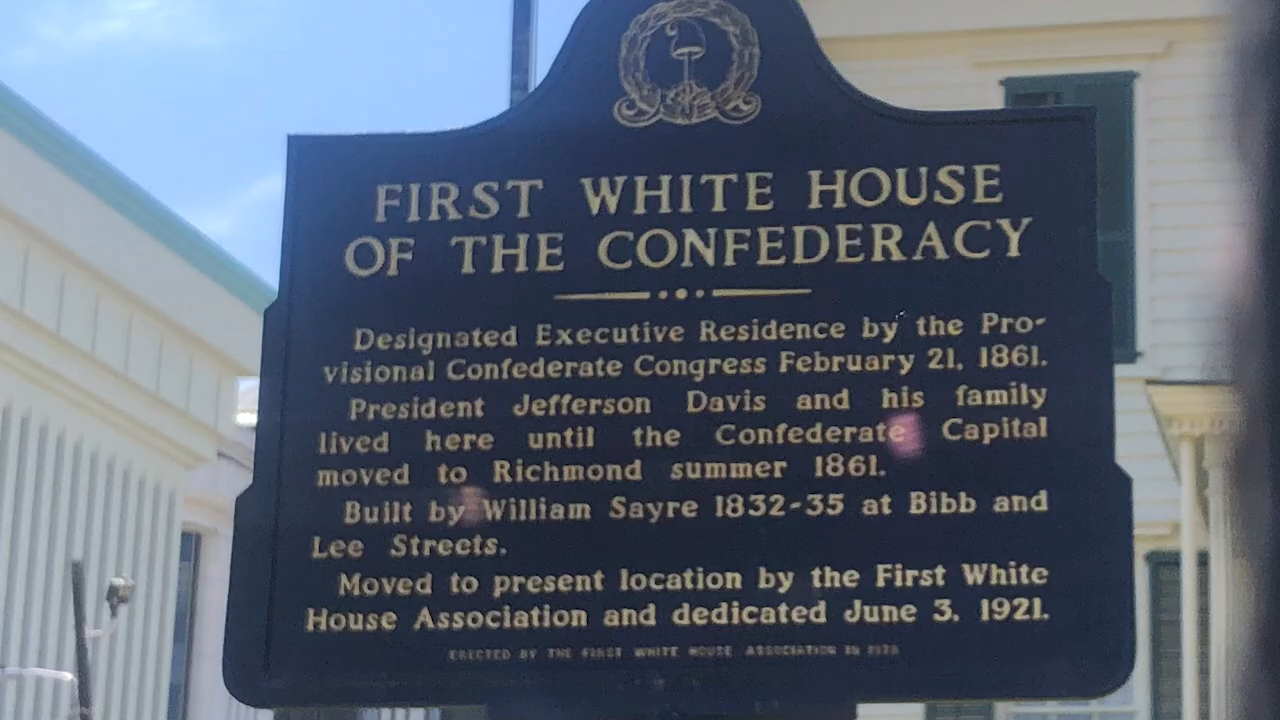 FIRST WHITE HOUSE
OF THE CONFEDERACY
Designated Executive Residence by the Pro-
visional Confederate Congress February 21, 1861.
President Jefferson Davis and his family
lived here until the Confederate Capital
moved to Richmond summer 1861.
Built by William Sayre 1832-35 at Bibb and
Lee Streets.
Moved to present location by the First White
House Association and dedicated June 3, 1921.
ERECTED BY THE FIRST WHITE HOUSE ASSOCIATION IN